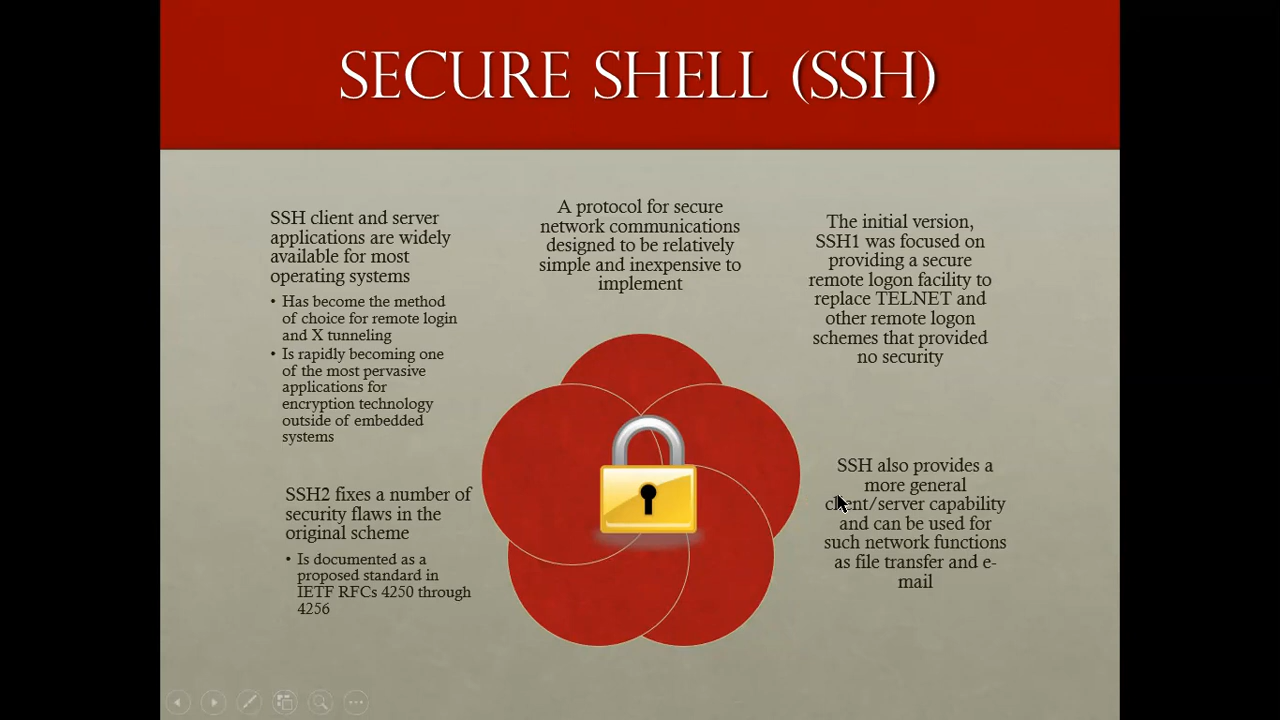 SECURE SHELL (SSH)
A protocol for secure
network communications
designed to be relatively
simple and inexpensive to
implement
The initial version,
SSH1 was focused on
providing a secure
remote logon facility to
replace TELNET and
other remote logon
schemes that provided
no security
SSH also provides a
more general
client/server capability
and can be used for
such network functions
as file transfer and e-
mail
SSH2 fixes a number of
security flaws in the
original scheme
• Is documented as a
proposed standard in
IETF RFCs 4250 through
4256
SSH client and server
applications are widely
available for most
operating systems
• Has become the method
of choice for remote login
and X tunneling
• Is rapidly becoming one
of the most pervasive
applications for
encryption technology
outside of embedded
systems